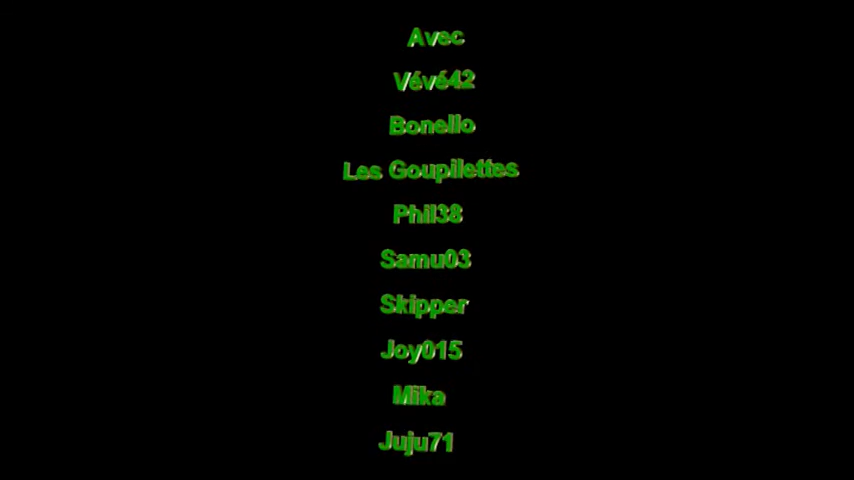 Avec
Vévé42
Bonello
Les Goupilettes
Phil38
Samu03
Skipper
Joy015
Mika
Juju71